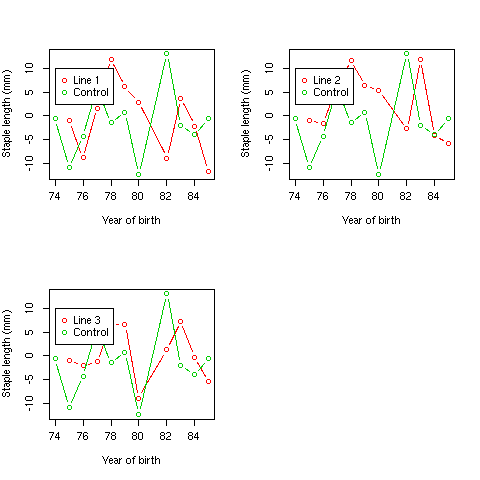 Staple length (mm)
10
5
0
-5
-10
Line 1
Control
74 76 78 80 82 84
Year of birth
Staple length (mm)
10
5
0
-5
-10
Line 2
Control
74 76 78 80 82 84
Year of birth
Staple length (mm)
10
5
0
-5
-10
Line 3
Control
74 76 78 80 82 84
Year of birth